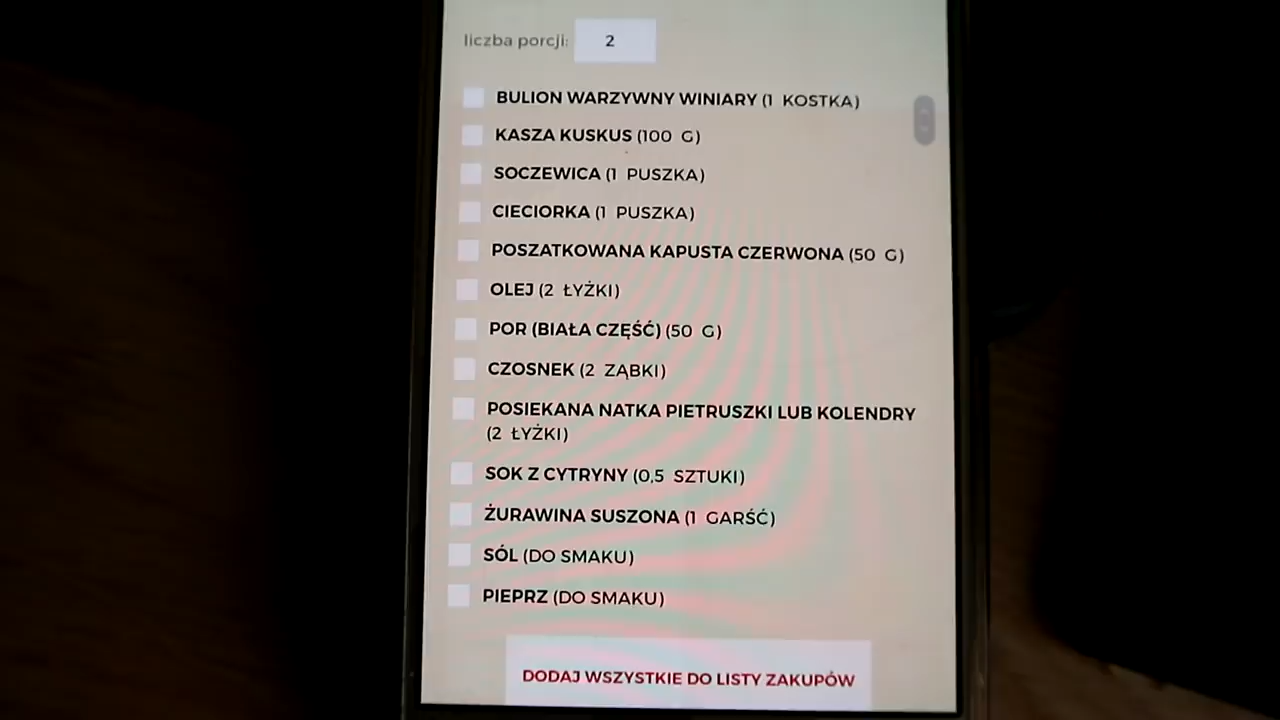 liczba porcji: 2
BULION WARZYWNY WINIARY (1 KOSTKA)
KASZA KUSKUS (100 G)
SOCZEWICA (1 PUSZKA)
CIECIORKA (1 PUSZKA)
POSZATKOWANA KAPUSTA CZERWONA (50 G)
OLEJ (2 ŁYŻKI)
POR (BIAŁA CZĘŚĆ) (50 G)
CZOSNEK (2 ZĄBKI)
POSIEKANA NATKA PIETRUSZKI LUB KOLENDRY
(2 ŁYŻKI)
SOK Z CYTRYNY (0,5 SZTUKI)
ŻURAWINA SUSZONA (1 GARŚĆ)
SÓL (DO SMAKU)
PIEPRZ (DO SMAKU)
DODAJ WSZYSTKIE DO LISTY ZAKUPÓW